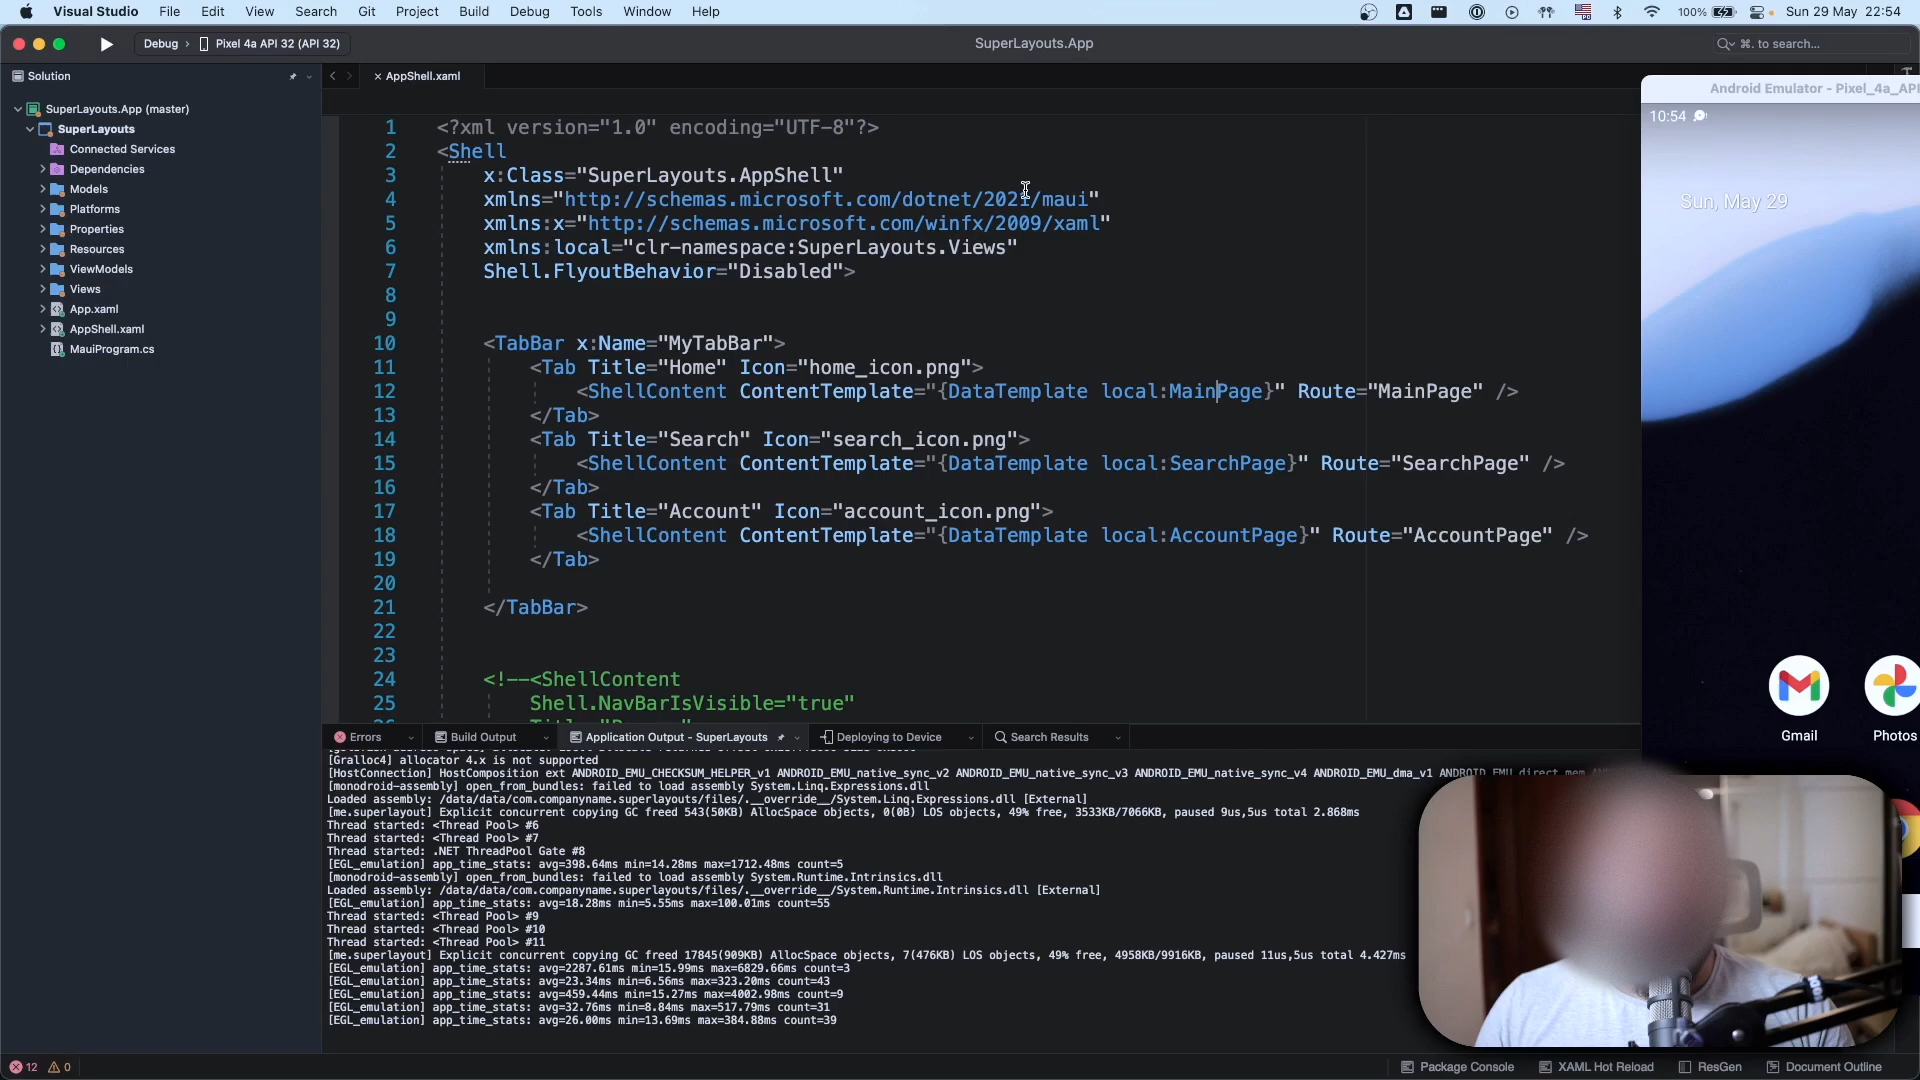 Visual Studio File Edit View Search Git Project Build Debug Tools Window Help 100% Sun 29 May 22:54
Debug › Pixel 4a API 32 (API 32) SuperLayouts.App ⌘. to search...
Solution
AppShell.xaml
SuperLayouts.App (master)
SuperLayouts
Connected Services
Dependencies
Models
Platforms
Properties
Resources
ViewModels
Views
App.xaml
AppShell.xaml
MauiProgram.cs
1 <?xml version="1.0" encoding="UTF-8"?>
2 <Shell
3 x:Class="SuperLayouts.AppShell"
4 xmlns="http://schemas.microsoft.com/dotnet/2021/maui"
5 xmlns:x="http://schemas.microsoft.com/winfx/2009/xaml"
6 xmlns:local="clr-namespace:SuperLayouts.Views"
7 Shell.FlyoutBehavior="Disabled">
8
9
10 <TabBar x:Name="MyTabBar">
11 <Tab Title="Home" Icon="home_icon.png">
12 <ShellContent ContentTemplate="{DataTemplate local:MainPage}" Route="MainPage" />
13 </Tab>
14 <Tab Title="Search" Icon="search_icon.png">
15 <ShellContent ContentTemplate="{DataTemplate local:SearchPage}" Route="SearchPage" />
16 </Tab>
17 <Tab Title="Account" Icon="account_icon.png">
18 <ShellContent ContentTemplate="{DataTemplate local:AccountPage}" Route="AccountPage" />
19 </Tab>
20
21 </TabBar>
22
23
24 <!--<ShellContent
25 Shell.NavBarIsVisible="true"
Android Emulator - Pixel_4a_API
10:54
Sun, May 29
Gmail Photos
Errors Build Output Application Output - SuperLayouts Deploying to Device Search Results
[Gralloc4] allocator 4.x is not supported
[HostConnection] HostComposition ext ANDROID_EMU_CHECKSUM_HELPER_v1 ANDROID_EMU_native_sync_v2 ANDROID_EMU_native_sync_v3 ANDROID_EMU_native_sync_v4 ANDROID_EMU_dma_v1 ANDROID_EMU_direct_mem
[monodroid-assembly] open_from_bundles: failed to load assembly System.Linq.Expressions.dll
Loaded assembly: /data/data/com.companyname.superlayouts/files/.__override__/System.Linq.Expressions.dll [External]
[me.superlayout] Explicit concurrent copying GC freed 543(50KB) AllocSpace objects, 0(0B) LOS objects, 49% free, 3533KB/7066KB, paused 9us,5us total 2.868ms
Thread started: <Thread Pool> #6
Thread started: <Thread Pool> #7
Thread started: .NET ThreadPool Gate #8
[EGL_emulation] app_time_stats: avg=398.64ms min=14.28ms max=1712.48ms count=5
[monodroid-assembly] open_from_bundles: failed to load assembly System.Runtime.Intrinsics.dll
Loaded assembly: /data/data/com.companyname.superlayouts/files/.__override__/System.Runtime.Intrinsics.dll [External]
[EGL_emulation] app_time_stats: avg=18.28ms min=5.55ms max=100.01ms count=55
Thread started: <Thread Pool> #9
Thread started: <Thread Pool> #10
Thread started: <Thread Pool> #11
[me.superlayout] Explicit concurrent copying GC freed 17845(909KB) AllocSpace objects, 7(476KB) LOS objects, 49% free, 4958KB/9916KB, paused 11us,5us total 4.427ms
[EGL_emulation] app_time_stats: avg=2287.61ms min=15.99ms max=6829.66ms count=3
[EGL_emulation] app_time_stats: avg=23.34ms min=6.56ms max=323.20ms count=43
[EGL_emulation] app_time_stats: avg=459.44ms min=15.27ms max=4002.98ms count=9
[EGL_emulation] app_time_stats: avg=32.76ms min=8.84ms max=517.79ms count=31
[EGL_emulation] app_time_stats: avg=26.00ms min=13.69ms max=384.88ms count=39
12 0 Package Console XAML Hot Reload ResGen Document Outline